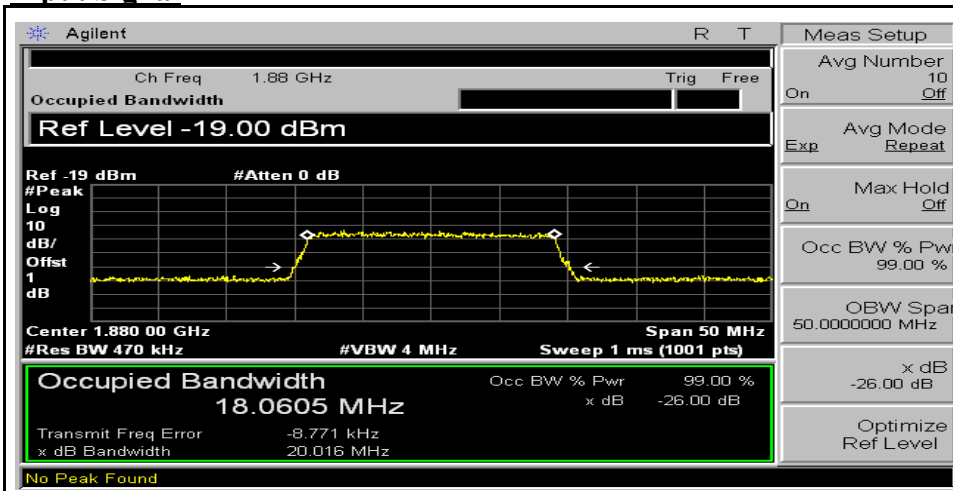 Agilent R T Meas Setup
Ch Freq 1.88 GHz Trig Free
Occupied Bandwidth
Ref Level -19.00 dBm
Ref -19 dBm #Atten 0 dB
#Peak
Log
10
dB/
Offst
1
dB
Center 1.880 00 GHz Span 50 MHz
#Res BW 470 kHz #VBW 4 MHz Sweep 1 ms (1001 pts)
Occupied Bandwidth Occ BW % Pwr 99.00 %
18.0605 MHz x dB -26.00 dB
Transmit Freq Error -8.771 kHz
x dB Bandwidth 20.016 MHz
No Peak Found
Avg Number
10
On Off
Avg Mode
Exp Repeat
Max Hold
On Off
Occ BW % Pwr
99.00 %
OBW Span
50.0000000 MHz
x dB
-26.00 dB
Optimize
Ref Level